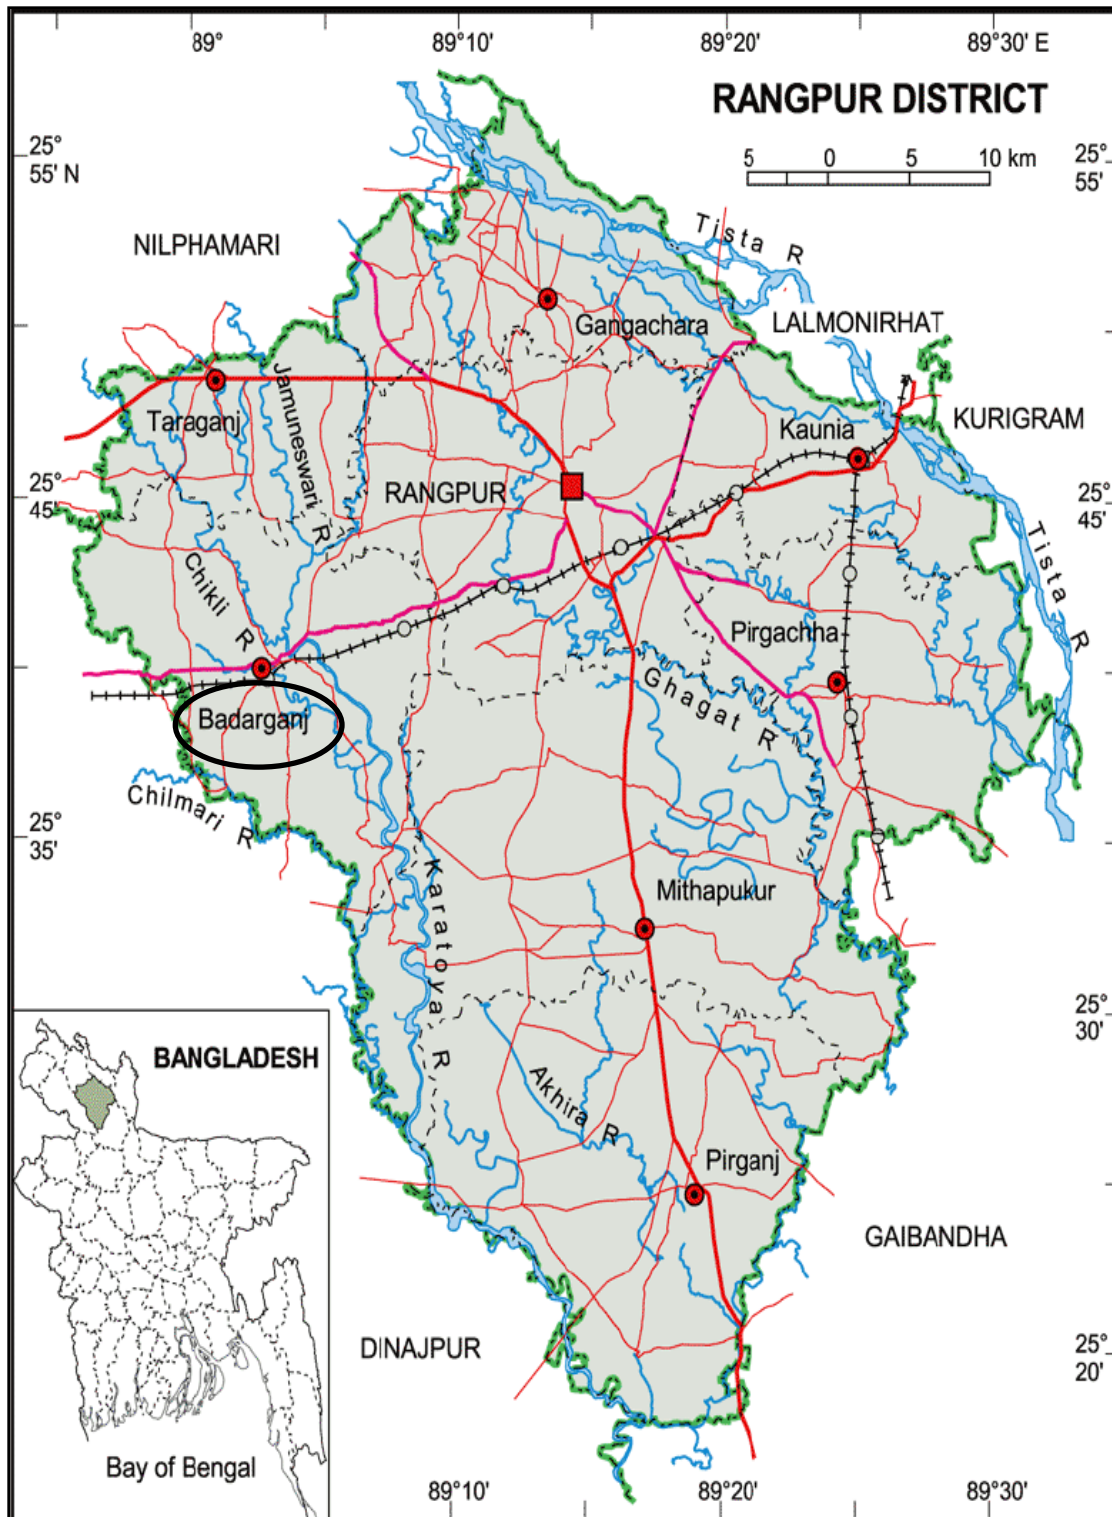 89°
89°10'
89°20'
89°30' E
RANGPUR DISTRICT
5 0 5 10 km
25°
55' N
25°
55'
NILPHAMARI
Tista R
Gangachara
LALMONIRHAT
Jamuneswari R
Taraganj
KURIGRAM
Kaunia
25°
45'
RANGPUR
25°
45'
Chikli R
Tista R
Pirgachha
Ghagat R
Badarganj
Chilmari R
25°
35'
Karatoya R
Mithapukur
25°
30'
BANGLADESH
Akhira R
Pirganj
GAIBANDHA
DINAJPUR
25°
20'
Bay of Bengal
89°10'
89°20'
89°30'